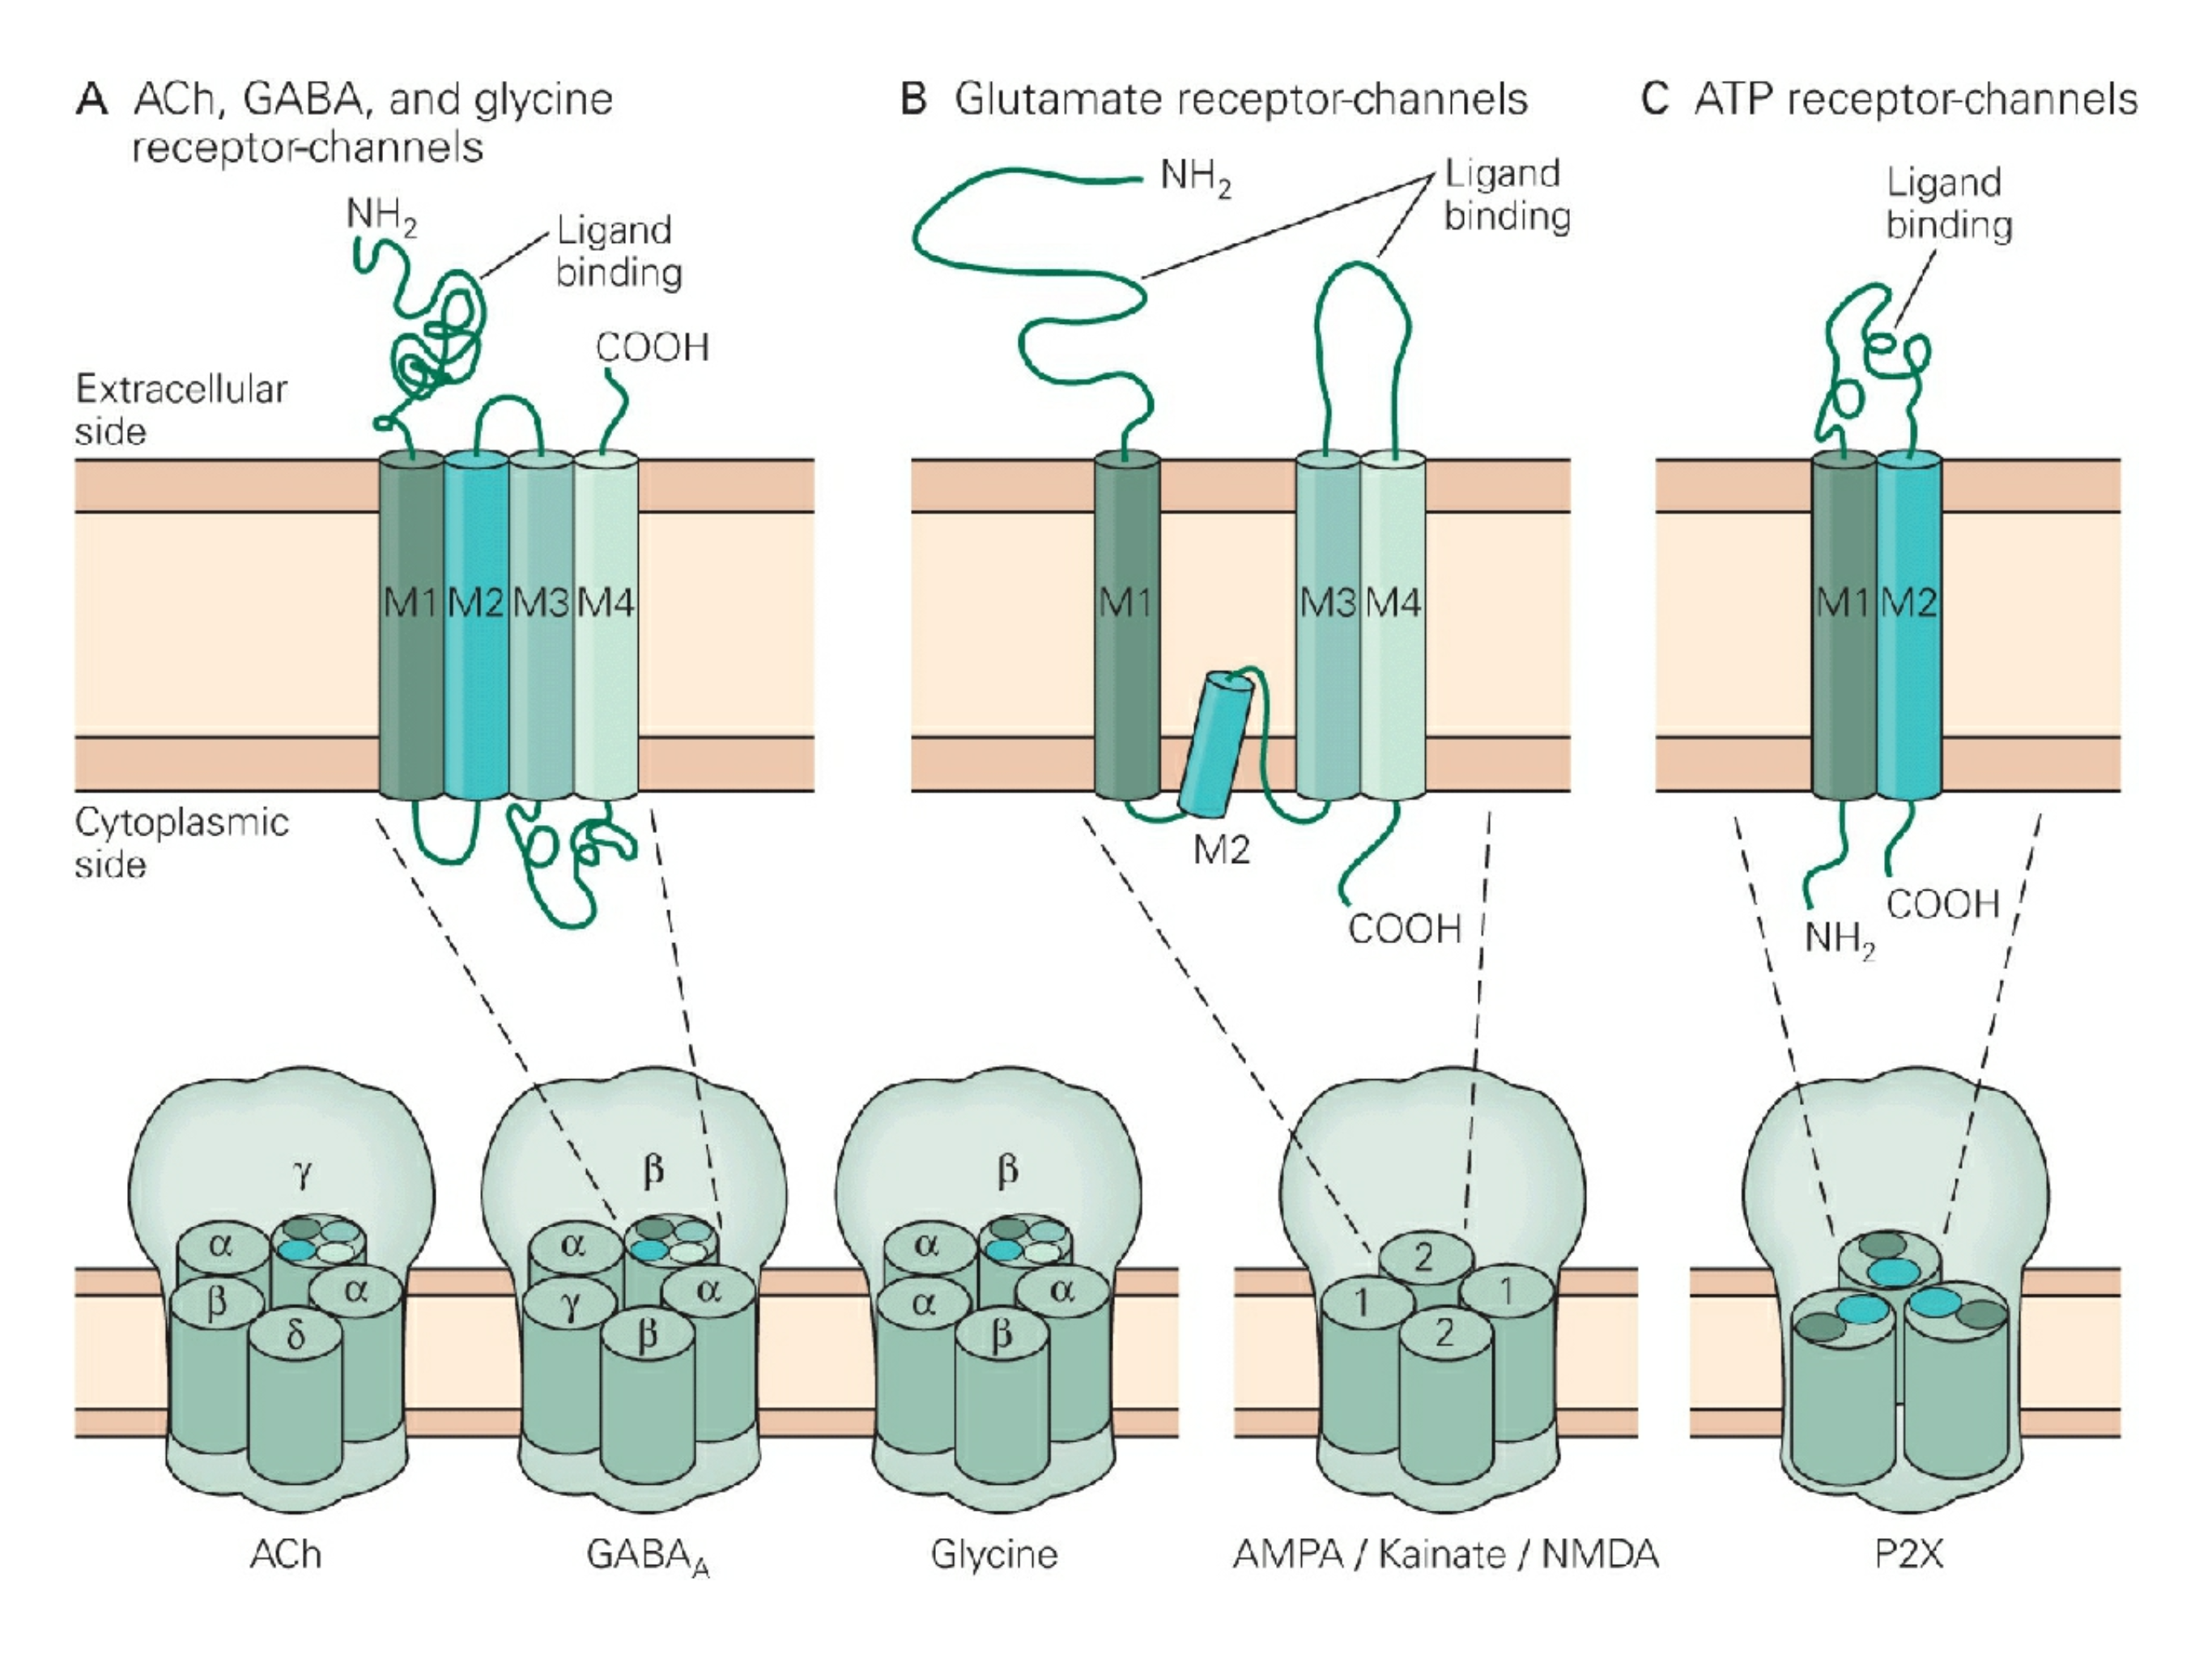 A ACh, GABA, and glycine
receptor-channels
NH2
Ligand
binding
COOH
Extracellular
side
M1 M2 M3 M4
Cytoplasmic
side
B Glutamate receptor-channels
NH2
Ligand
binding
M1 M3 M4
M2
COOH
C ATP receptor-channels
Ligand
binding
M1 M2
COOH
NH2
γ
α
β α
δ
ACh
β
α
γ α
β
GABAA
β
α
α α
β
Glycine
2
1 1
2
AMPA / Kainate / NMDA
P2X